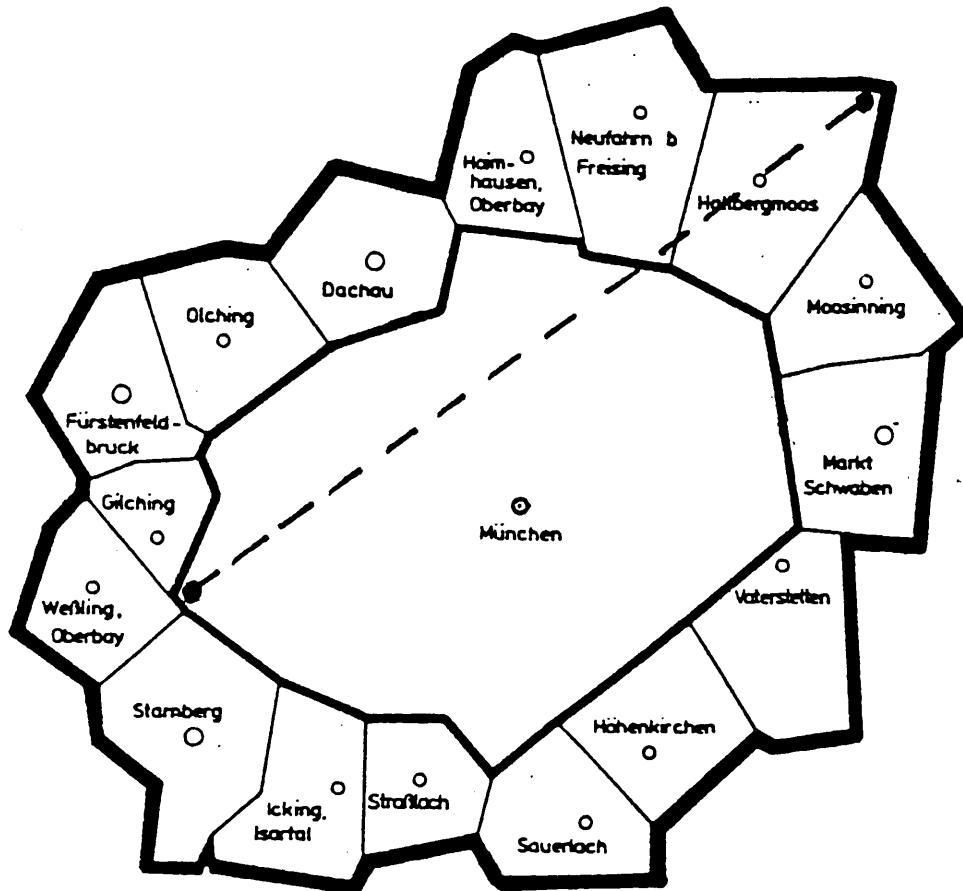 Neufahrn b
Freising
Haim-
hausen,
Oberbay
Hallbergmoos
Dachau
Moosinning
Olching
Fürstenfeld-
bruck
Markt
Schwaben
Gilching
München
Vaterstetten
Weßling,
Oberbay
Starnberg
Höhenkirchen
Icking,
Isartal
Straßlach
Sauerlach